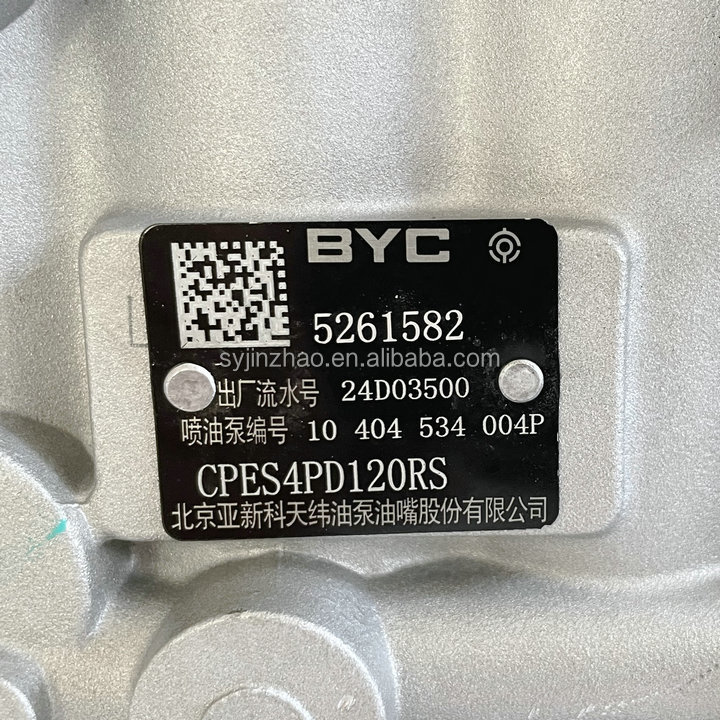 BYC
5261582
syjinzhao.en.alibaba.com
出厂流水号 24D03500
喷油泵编号 10 404 534 004P
CPES4PD120RS
北京亚新科天纬油泵油嘴股份有限公司